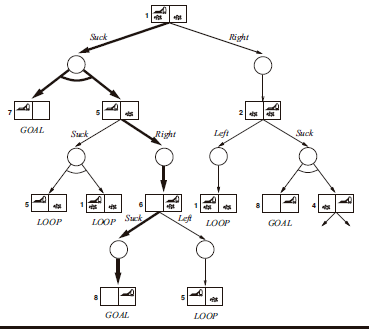 1
Suck Right
7 5 2
GOAL
Suck Right Left Suck
5 1 6 1 8 4
LOOP LOOP Suck Left LOOP GOAL
8 5
GOAL LOOP